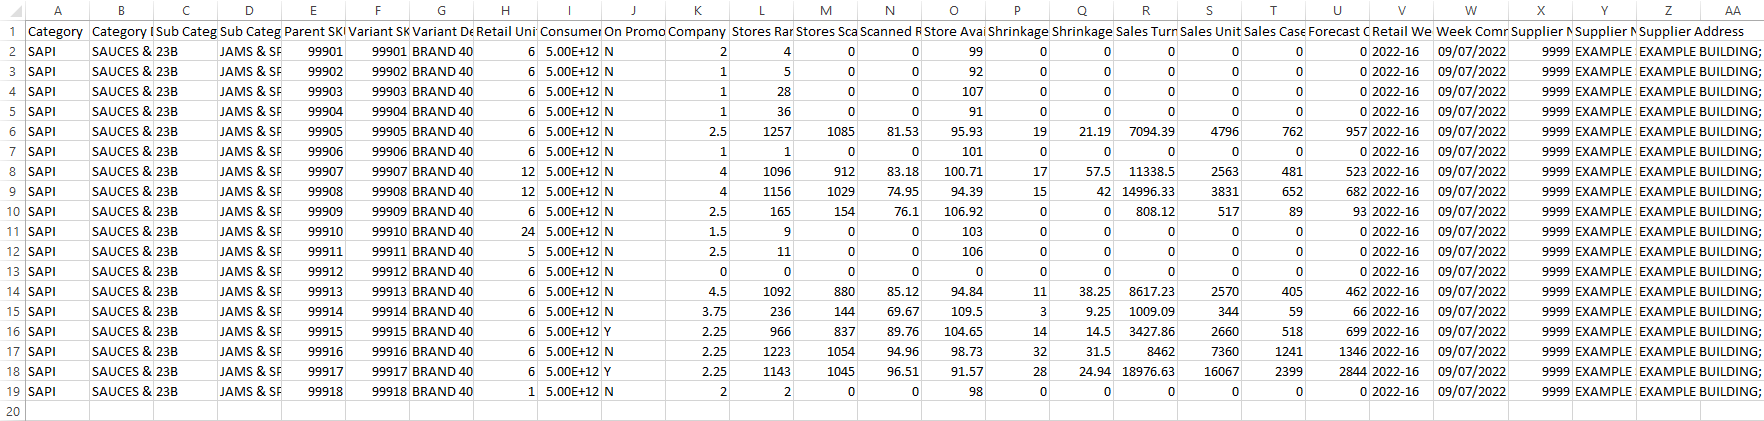 A B C D E F G H I J K L M N O P Q R S T U V W X Y Z AA
1 Category Category D Sub Categ Sub Categ Parent SKU Variant SK Variant De Retail Uni Consumer On Promo Company Stores Ran Stores Sca Scanned R Store Avai Shrinkage Shrinkage Sales Turn Sales Unit Sales Case Forecast C Retail We Week Comm Supplier N Supplier N Supplier Address
2 SAPI SAUCES & 23B JAMS & SP 99901 99901 BRAND 40 6 5.00E+12 N 2 4 0 0 99 0 0 0 0 0 0 2022-16 09/07/2022 9999 EXAMPLE EXAMPLE BUILDING;
3 SAPI SAUCES & 23B JAMS & SP 99902 99902 BRAND 40 6 5.00E+12 N 1 5 0 0 92 0 0 0 0 0 0 2022-16 09/07/2022 9999 EXAMPLE EXAMPLE BUILDING;
4 SAPI SAUCES & 23B JAMS & SP 99903 99903 BRAND 40 6 5.00E+12 N 1 28 0 0 107 0 0 0 0 0 0 2022-16 09/07/2022 9999 EXAMPLE EXAMPLE BUILDING;
5 SAPI SAUCES & 23B JAMS & SP 99904 99904 BRAND 40 6 5.00E+12 N 1 36 0 0 91 0 0 0 0 0 0 2022-16 09/07/2022 9999 EXAMPLE EXAMPLE BUILDING;
6 SAPI SAUCES & 23B JAMS & SP 99905 99905 BRAND 40 6 5.00E+12 N 2.5 1257 1085 81.53 95.93 19 21.19 7094.39 4796 762 957 2022-16 09/07/2022 9999 EXAMPLE EXAMPLE BUILDING;
7 SAPI SAUCES & 23B JAMS & SP 99906 99906 BRAND 40 6 5.00E+12 N 1 1 0 0 101 0 0 0 0 0 0 2022-16 09/07/2022 9999 EXAMPLE EXAMPLE BUILDING;
8 SAPI SAUCES & 23B JAMS & SP 99907 99907 BRAND 40 12 5.00E+12 N 4 1096 912 83.18 100.71 17 57.5 11338.5 2563 481 523 2022-16 09/07/2022 9999 EXAMPLE EXAMPLE BUILDING;
9 SAPI SAUCES & 23B JAMS & SP 99908 99908 BRAND 40 12 5.00E+12 N 4 1156 1029 74.95 94.39 15 42 14996.33 3831 652 682 2022-16 09/07/2022 9999 EXAMPLE EXAMPLE BUILDING;
10 SAPI SAUCES & 23B JAMS & SP 99909 99909 BRAND 40 6 5.00E+12 N 2.5 165 154 76.1 106.92 0 0 808.12 517 89 93 2022-16 09/07/2022 9999 EXAMPLE EXAMPLE BUILDING;
11 SAPI SAUCES & 23B JAMS & SP 99910 99910 BRAND 40 24 5.00E+12 N 1.5 9 0 0 103 0 0 0 0 0 0 2022-16 09/07/2022 9999 EXAMPLE EXAMPLE BUILDING;
12 SAPI SAUCES & 23B JAMS & SP 99911 99911 BRAND 40 5 5.00E+12 N 2.5 11 0 0 106 0 0 0 0 0 0 2022-16 09/07/2022 9999 EXAMPLE EXAMPLE BUILDING;
13 SAPI SAUCES & 23B JAMS & SP 99912 99912 BRAND 40 6 5.00E+12 N 0 0 0 0 0 0 0 0 0 0 0 2022-16 09/07/2022 9999 EXAMPLE EXAMPLE BUILDING;
14 SAPI SAUCES & 23B JAMS & SP 99913 99913 BRAND 40 6 5.00E+12 N 4.5 1092 880 85.12 94.84 11 38.25 8617.23 2570 405 462 2022-16 09/07/2022 9999 EXAMPLE EXAMPLE BUILDING;
15 SAPI SAUCES & 23B JAMS & SP 99914 99914 BRAND 40 6 5.00E+12 N 3.75 236 144 69.67 109.5 3 9.25 1009.09 344 59 66 2022-16 09/07/2022 9999 EXAMPLE EXAMPLE BUILDING;
16 SAPI SAUCES & 23B JAMS & SP 99915 99915 BRAND 40 6 5.00E+12 Y 2.25 966 837 89.76 104.65 14 14.5 3427.86 2660 518 699 2022-16 09/07/2022 9999 EXAMPLE EXAMPLE BUILDING;
17 SAPI SAUCES & 23B JAMS & SP 99916 99916 BRAND 40 6 5.00E+12 N 2.25 1223 1054 94.96 98.73 32 31.5 8462 7360 1241 1346 2022-16 09/07/2022 9999 EXAMPLE EXAMPLE BUILDING;
18 SAPI SAUCES & 23B JAMS & SP 99917 99917 BRAND 40 6 5.00E+12 Y 2.25 1143 1045 96.51 91.57 28 24.94 18976.63 16067 2399 2844 2022-16 09/07/2022 9999 EXAMPLE EXAMPLE BUILDING;
19 SAPI SAUCES & 23B JAMS & SP 99918 99918 BRAND 40 1 5.00E+12 N 2 2 0 0 98 0 0 0 0 0 0 2022-16 09/07/2022 9999 EXAMPLE EXAMPLE BUILDING;
20